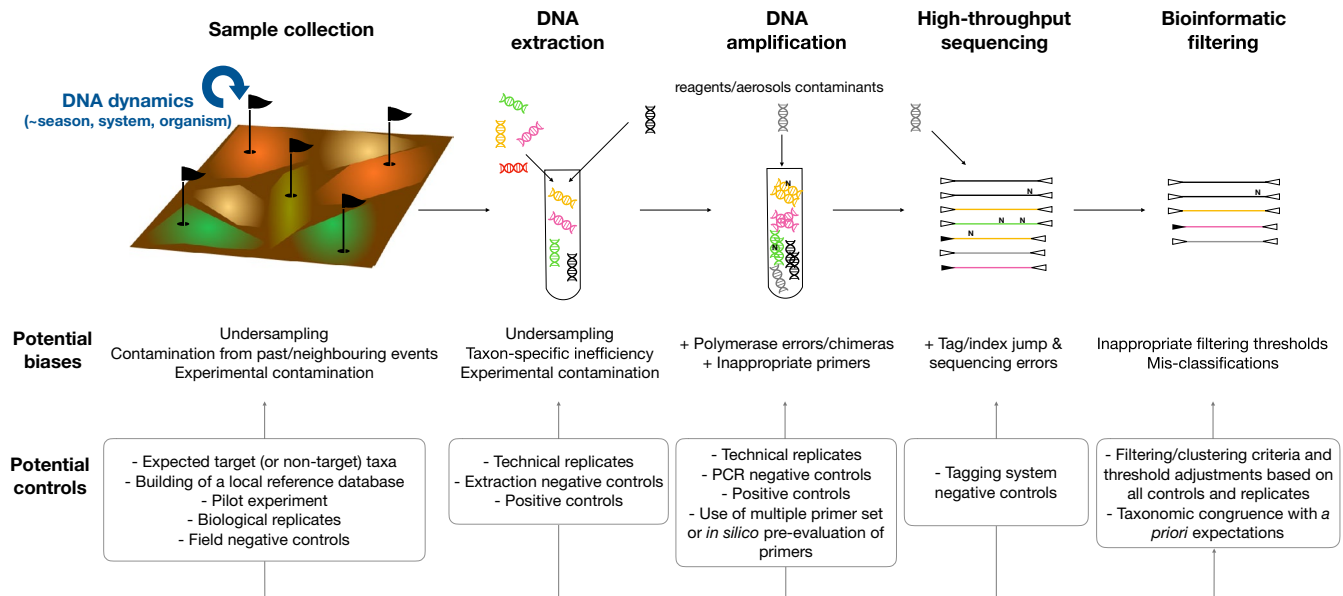 Sample collection
DNA
extraction
DNA
amplification
High-throughput
sequencing
Bioinformatic
filtering
DNA dynamics
(~season, system, organism)
reagents/aerosols contaminants
N
N
N
N
N
N
N
Potential
biases
Undersampling
Contamination from past/neighbouring events
Experimental contamination
Undersampling
Taxon-specific inefficiency
Experimental contamination
+ Polymerase errors/chimeras
+ Inappropriate primers
+ Tag/index jump &
sequencing errors
Inappropriate filtering thresholds
Mis-classifications
Potential
controls
- Expected target (or non-target) taxa
- Building of a local reference database
- Pilot experiment
- Biological replicates
- Field negative controls
- Technical replicates
- Extraction negative controls
- Positive controls
- Technical replicates
- PCR negative controls
- Positive controls
- Use of multiple primer set
or in silico pre-evaluation of
primers
- Tagging system
negative controls
- Filtering/clustering criteria and
threshold adjustments based on
all controls and replicates
- Taxonomic congruence with a
priori expectations